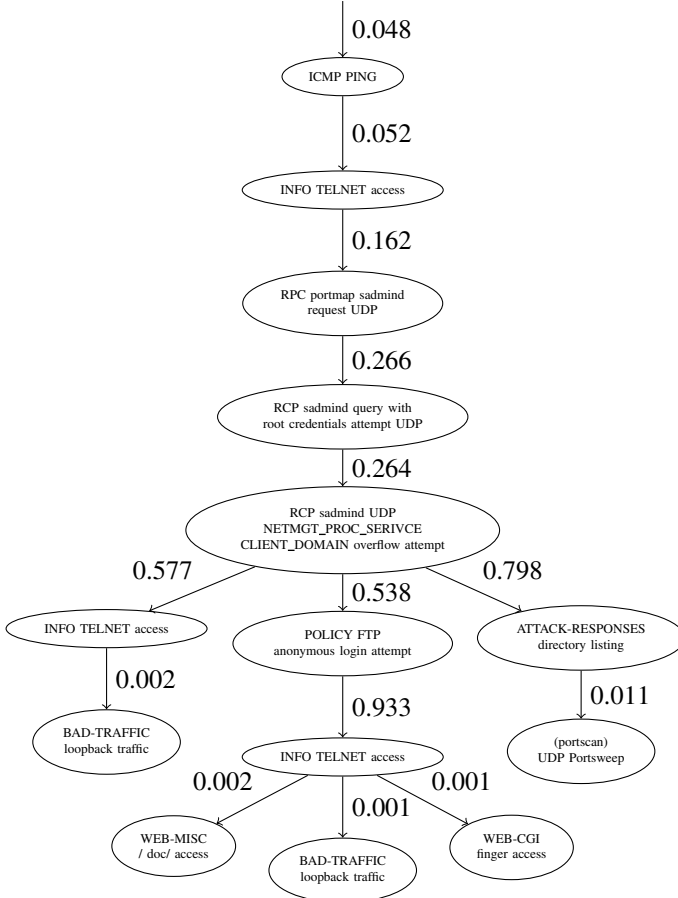 0.048
ICMP PING
0.052
INFO TELNET access
0.162
RPC portmap sadmind
request UDP
0.266
RCP sadmind query with
root credentials attempt UDP
0.264
RCP sadmind UDP
NETMGT_PROC_SERIVCE
CLIENT_DOMAIN overflow attempt
0.577
0.538
0.798
INFO TELNET access
POLICY FTP
anonymous login attempt
ATTACK-RESPONSES
directory listing
0.002
0.933
0.011
BAD-TRAFFIC
loopback traffic
INFO TELNET access
(portscan)
UDP Portsweep
0.002
0.001
0.001
WEB-MISC
/ doc/ access
BAD-TRAFFIC
loopback traffic
WEB-CGI
finger access